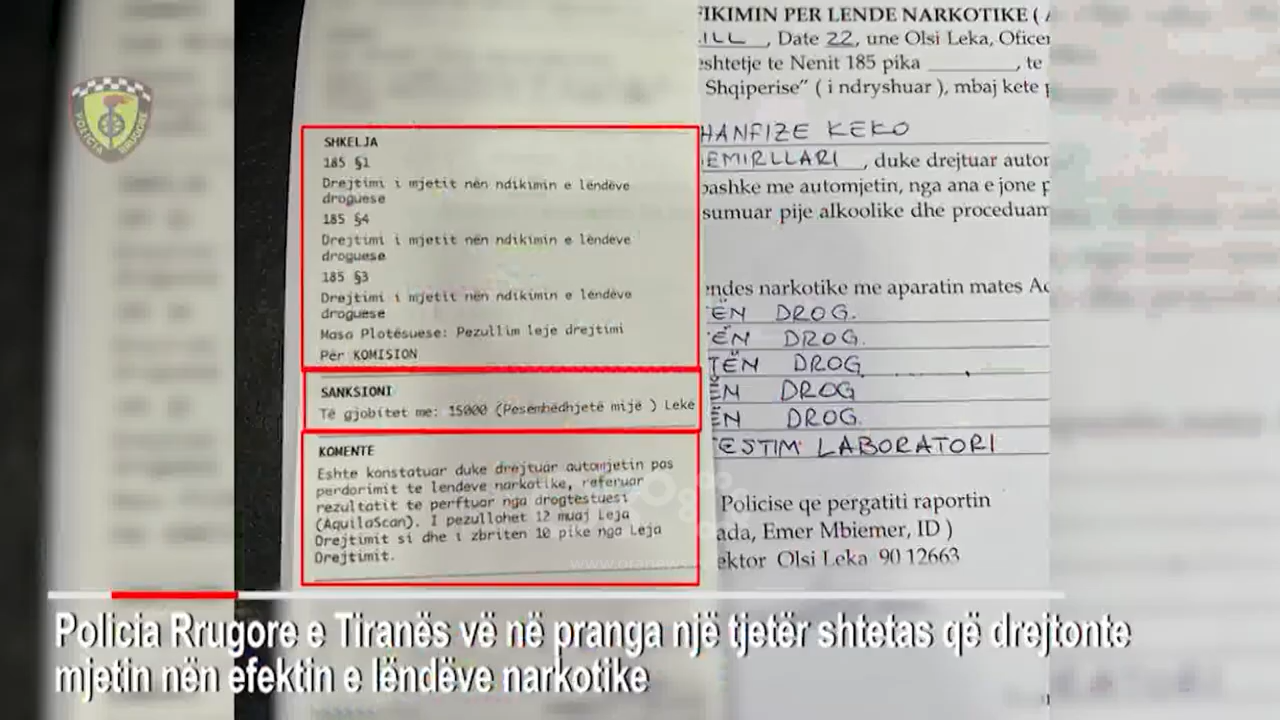 POLICIA RRUGORE
SHKELJA
185 §1
Drejtimi i mjetit nën ndikimin e lëndëve
droguese
185 §4
Drejtimi i mjetit nën ndikimin e lëndëve
droguese
185 §3
Drejtimi i mjetit nën ndikimin e lëndëve
droguese
Masa Plotësuese: Pezullim leje drejtimi
Për KOMISION
SANKSIONI
Të gjobitet me: 15000 (Pesëmbëdhjetë mijë ) Lekë
KOMENTE
Eshte konstatuar duke drejtuar automjetin pas
perdorimit te lendeve narkotike, referuar
rezultatit te perftuar nga drogtestuesi
(AquilaScan). I pezullohet 12 muaj Leja
Drejtimit si dhe i zbriten 10 pike nga Leja
Drejtimit.
FIKIMIN PER LENDE NARKOTIKE (
ILL , Date 22, une Olsi Leka, Oficer
eshtetje te Nenit 185 pika ________, te
Shqiperise" ( i ndryshuar ), mbaj kete p
HANFIZE KEKO
EMIRLLARI , duke drejtuar autor
bashke me automjetin, nga ana e jone p
sumuar pije alkoolike dhe proceduam
endes narkotike me aparatin mates
ËN DROG.
ËN DROG.
TËN DROG
ËN DROG
ËN DROG.
TESTIM LABORATORI
Policise qe pergatiti raportin
ada, Emer Mbiemer, ID )
ektor Olsi Leka 90 12663
Policia Rrugore e Tiranës vë në pranga një tjetër shtetas që drejtonte
mjetin nën efektin e lëndëve narkotike